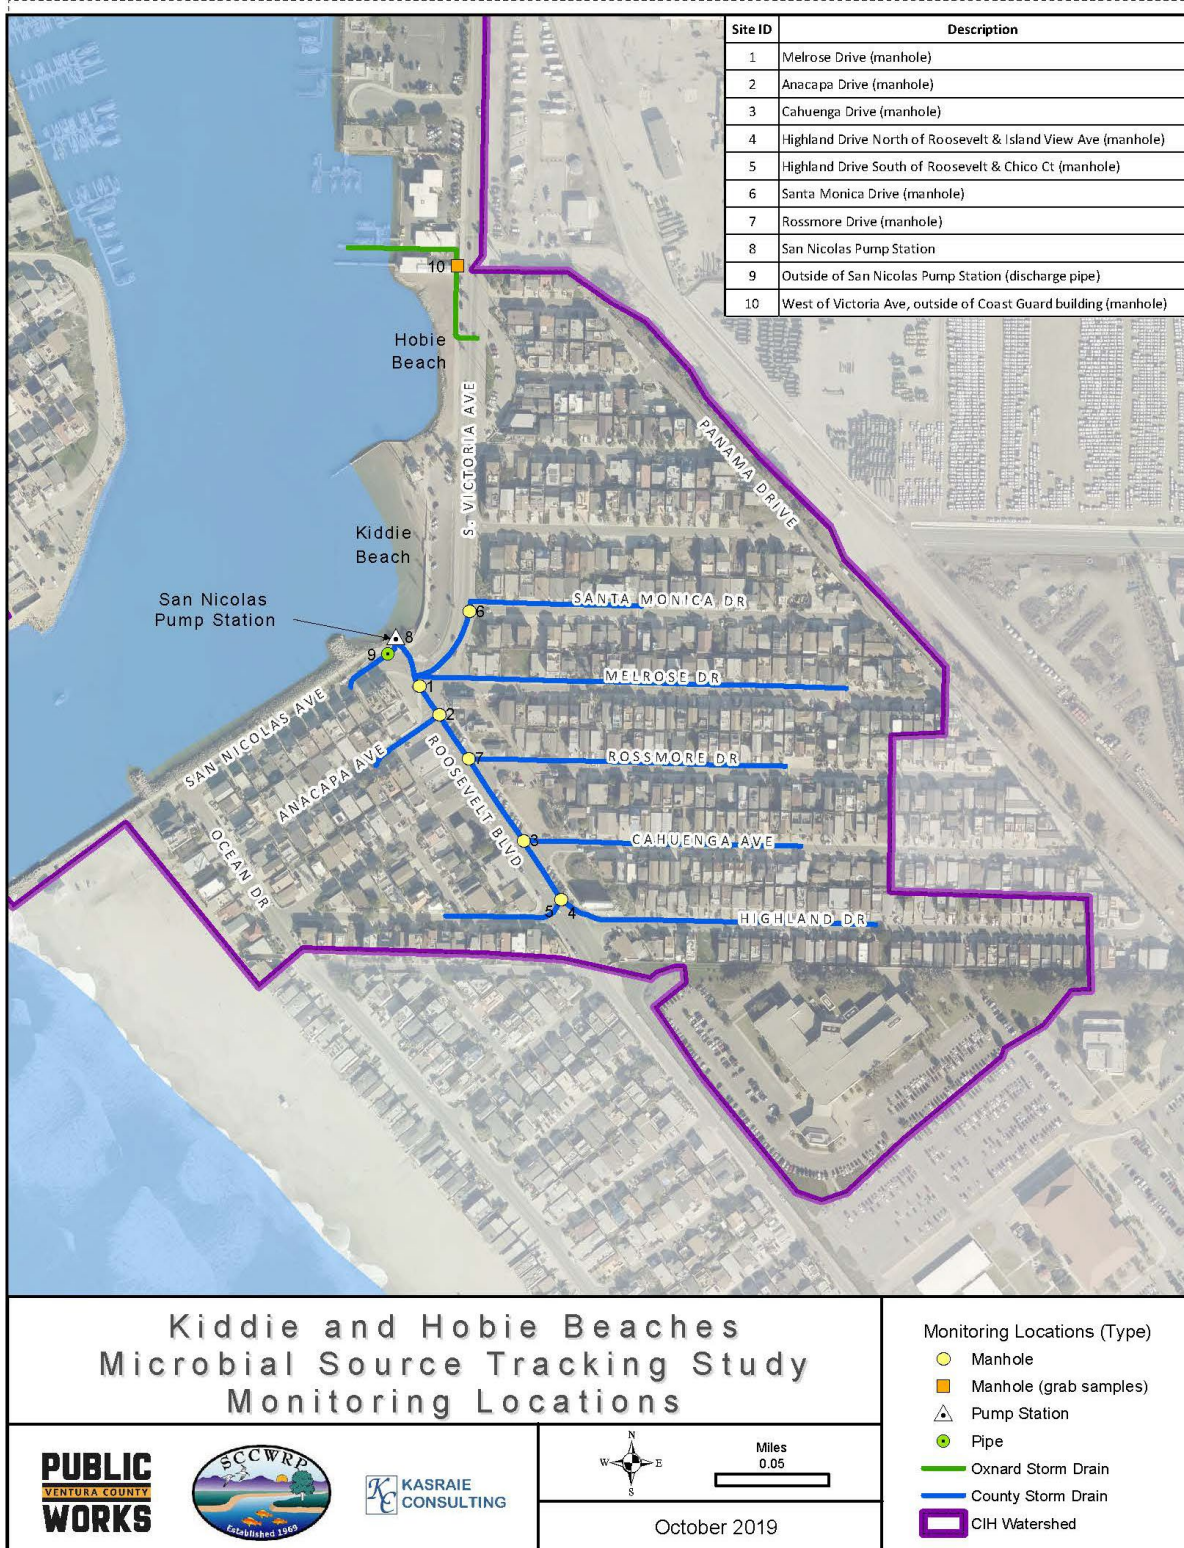 Site ID Description
1 Melrose Drive (manhole)
2 Anacapa Drive (manhole)
3 Cahuenga Drive (manhole)
4 Highland Drive North of Roosevelt & Island View Ave (manhole)
5 Highland Drive South of Roosevelt & Chico Ct (manhole)
6 Santa Monica Drive (manhole)
7 Rossmore Drive (manhole)
8 San Nicolas Pump Station
9 Outside of San Nicolas Pump Station (discharge pipe)
10 West of Victoria Ave, outside of Coast Guard building (manhole)
10
Hobie
Beach
S. VICTORIA AVE
PANAMA DRIVE
Kiddie
Beach
San Nicolas
Pump Station
SANTA MONICA DR
6
8
9
MELROSE DR
1
2
SAN NICOLAS AVE
ANACAPA AVE
ROOSEVELT BLVD
7
ROSSMORE DR
OCEAN DR
3
CAHUENGA AVE
5
4
HIGHLAND DR
Kiddie and Hobie Beaches
Microbial Source Tracking Study
Monitoring Locations
PUBLIC
VENTURA COUNTY
WORKS
SCCWRP
Established 1969
KC
KASRAIE
CONSULTING
N
W E
S
Miles
0.05
October 2019
Monitoring Locations (Type)
Manhole
Manhole (grab samples)
Pump Station
Pipe
Oxnard Storm Drain
County Storm Drain
CIH Watershed